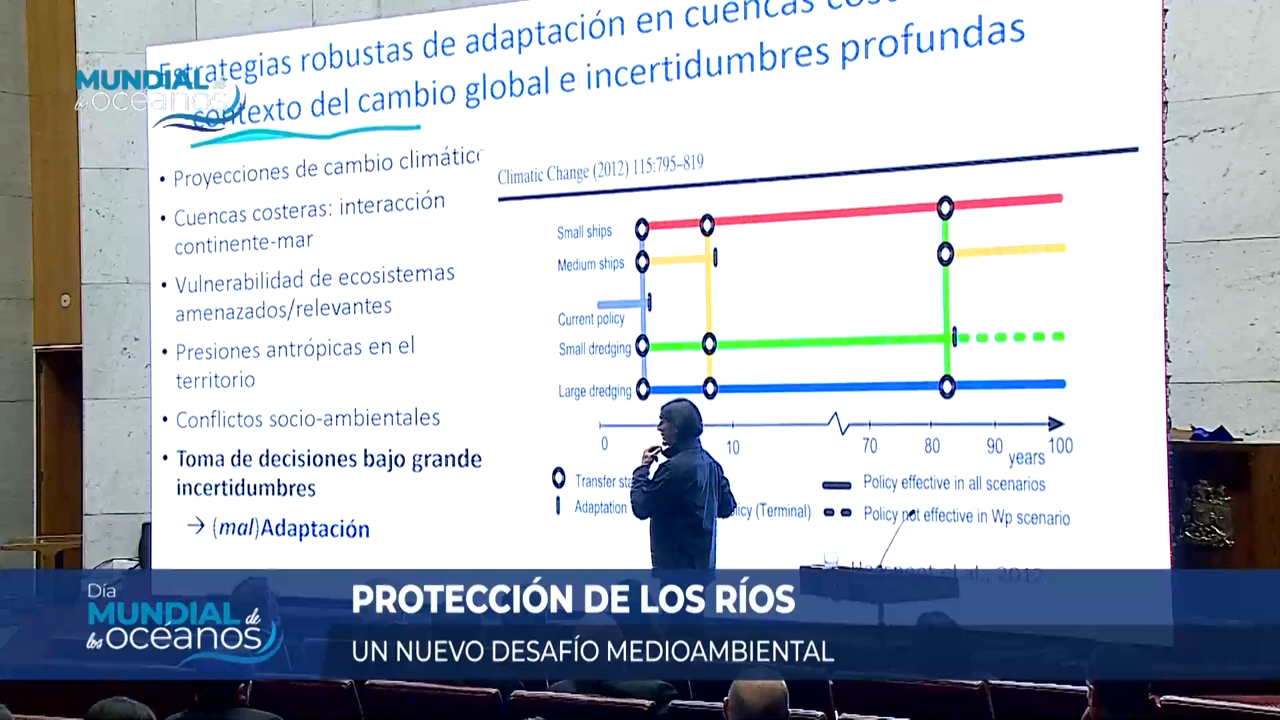 Estrategias robustas de adaptación en cuencas
contexto del cambio global e incertidumbres profundas
MUNDIAL de
los océanos
• Proyecciones de cambio climátic
• Cuencas costeras: interacción
continente-mar
• Vulnerabilidad de ecosistemas
amenazados/relevantes
• Presiones antrópicas en el
territorio
• Conflictos socio-ambientales
• Toma de decisiones bajo grande
incertidumbres
→ (mal)Adaptación
Climatic Change (2012) 115:795–819
Small ships
Medium ships
Current policy
Small dredging
Large dredging
0 10 70 80 90 100
years
Transfer
Adaptation (Terminal)
Policy effective in all scenarios
Policy not effective in Wp scenario
2012
Día
MUNDIAL de
los océanos
PROTECCIÓN DE LOS RÍOS
UN NUEVO DESAFÍO MEDIOAMBIENTAL